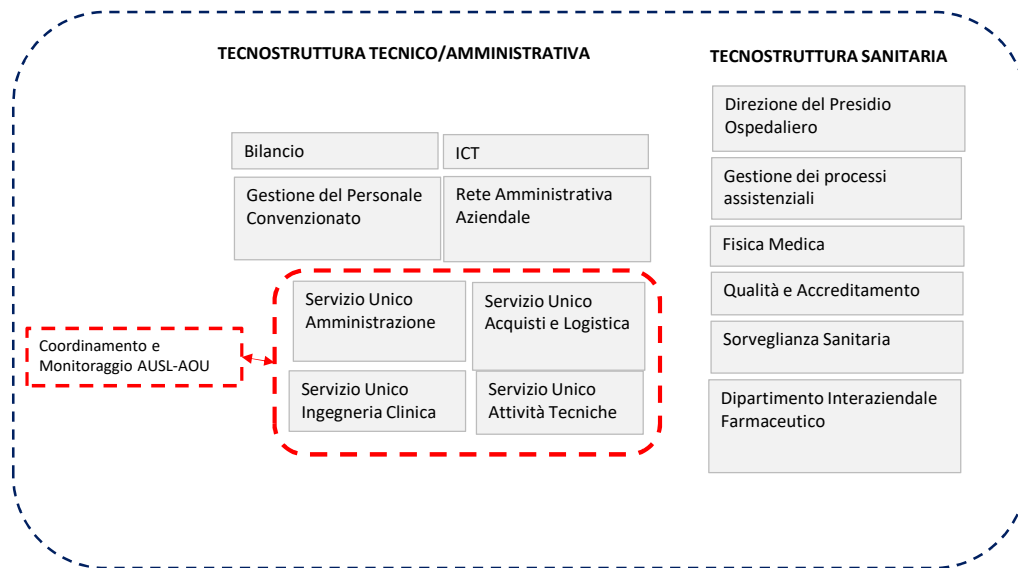 TECNOSTRUTTURA TECNICO/AMMINISTRATIVA
Bilancio
ICT
Gestione del Personale
Convenzionato
Rete Amministrativa
Aziendale
Servizio Unico
Amministrazione
Servizio Unico
Acquisti e Logistica
Coordinamento e
Monitoraggio AUSL-AOU
Servizio Unico
Ingegneria Clinica
Servizio Unico
Attività Tecniche
TECNOSTRUTTURA SANITARIA
Direzione del Presidio
Ospedaliero
Gestione dei processi
assistenziali
Fisica Medica
Qualità e Accreditamento
Sorveglianza Sanitaria
Dipartimento Interaziendale
Farmaceutico